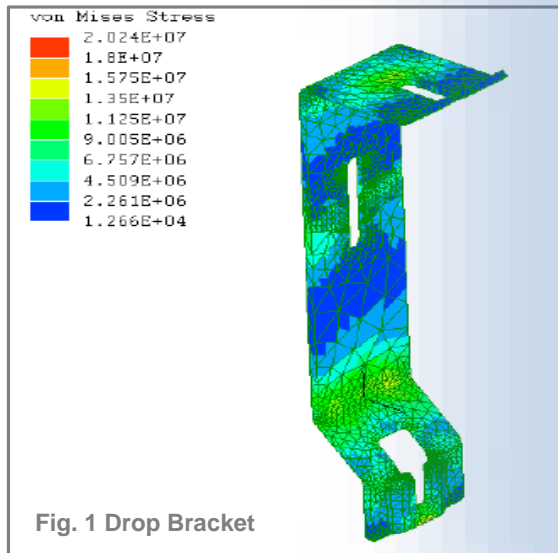 von Mises Stress
2.024E+07
1.8E+07
1.575E+07
1.35E+07
1.125E+07
9.005E+06
6.757E+06
4.509E+06
2.261E+06
1.266E+04
Fig. 1 Drop Bracket